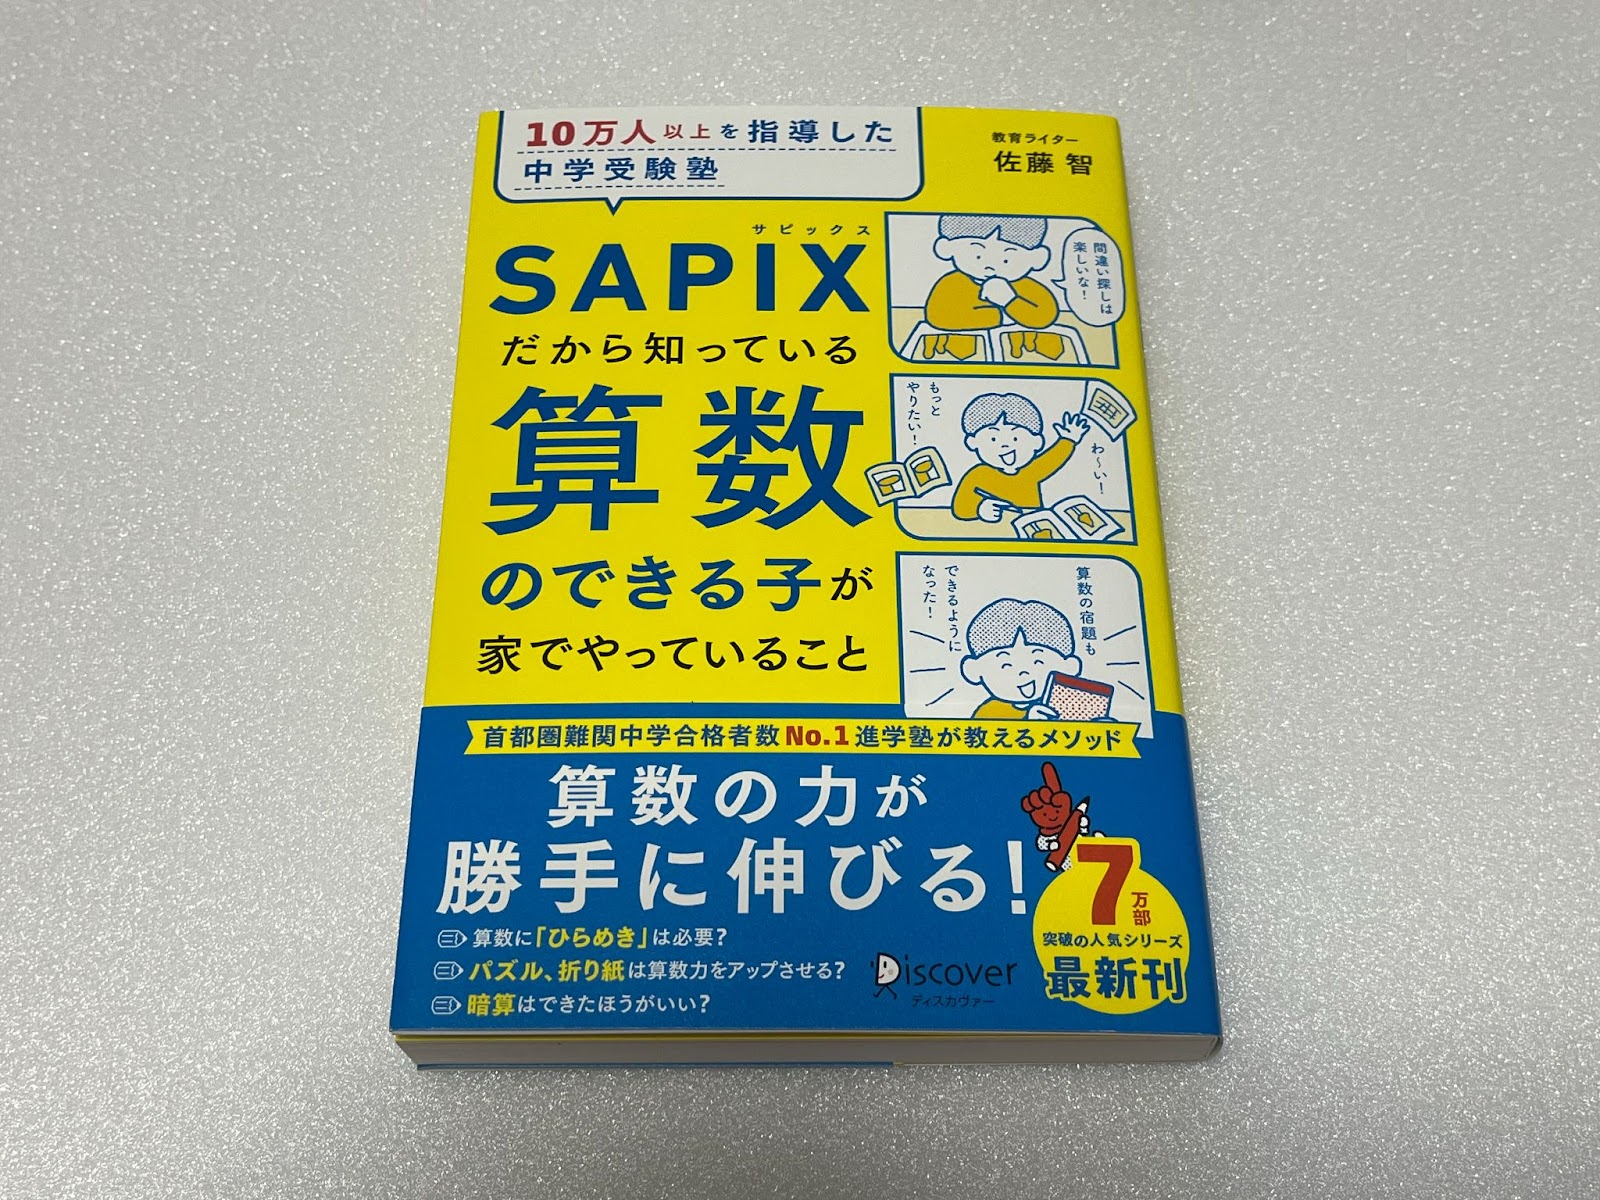 10万人以上を指導した
中学受験塾
教育ライター
佐藤 智
サピックス
SAPIX
だから知っている
算数
のできる子が
家でやっていること
間違い探しは
楽しいな!
もっと
やりたい!
わ〜い!
算数の宿題も
できるように
なった!
首都圏難関中学合格者数No.1進学塾が教えるメソッド
算数の力が
勝手に伸びる!
算数に「ひらめき」は必要?
パズル、折り紙は算数力をアップさせる?
暗算はできたほうがいい?
Discover
ディスカヴァー
7万部
突破の人気シリーズ
最新刊